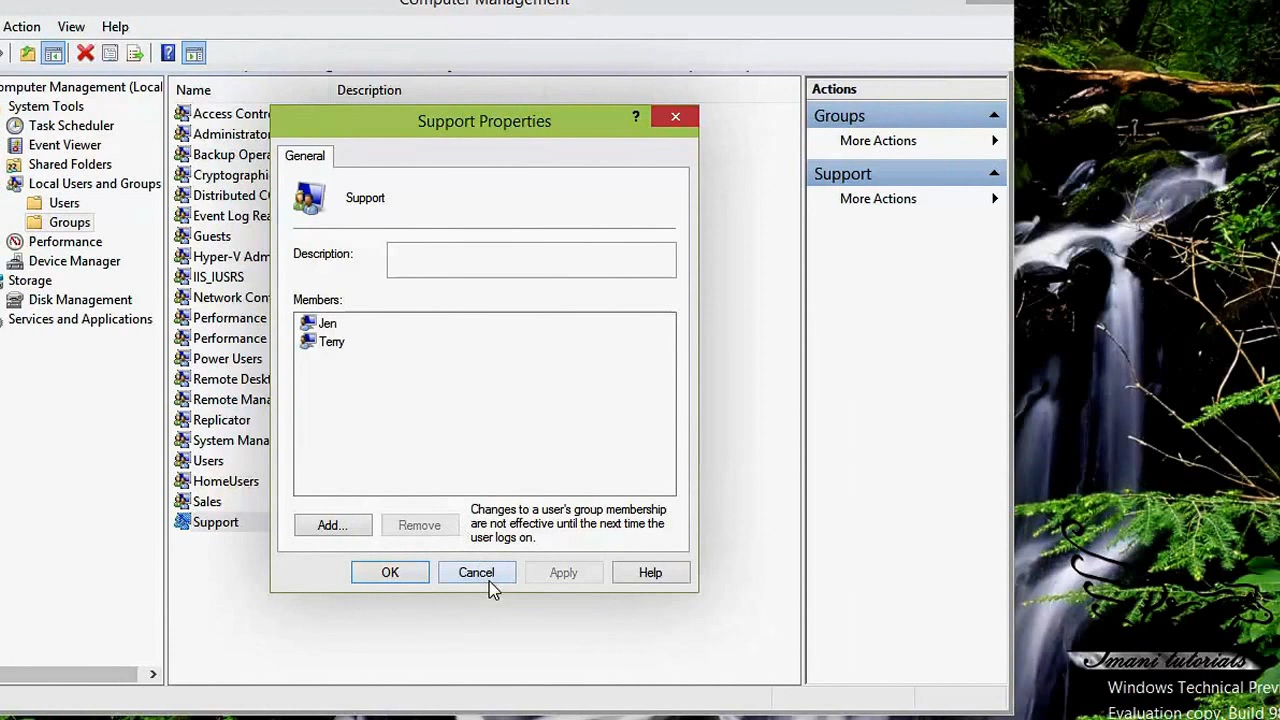 Computer Management
Action View Help
omputer Management (Local
System Tools
Task Scheduler
Event Viewer
Shared Folders
Local Users and Groups
Users
Groups
Performance
Device Manager
Storage
Disk Management
Services and Applications
Name Description
Access Contro
Administrator
Backup Opera
Cryptographi
Distributed C
Event Log Rea
Guests
Hyper-V Adm
IIS_IUSRS
Network Con
Performance
Performance
Power Users
Remote Deskt
Remote Mana
Replicator
System Mana
Users
HomeUsers
Sales
Support
Support Properties
?
General
Support
Description:
Members:
Jen
Terry
Add...
Remove
Changes to a user's group membership
are not effective until the next time the
user logs on.
OK
Cancel
Apply
Help
Actions
Groups
More Actions
Support
More Actions
Imani tutorials
Windows Technical Prev
Evaluation copy. Build 98